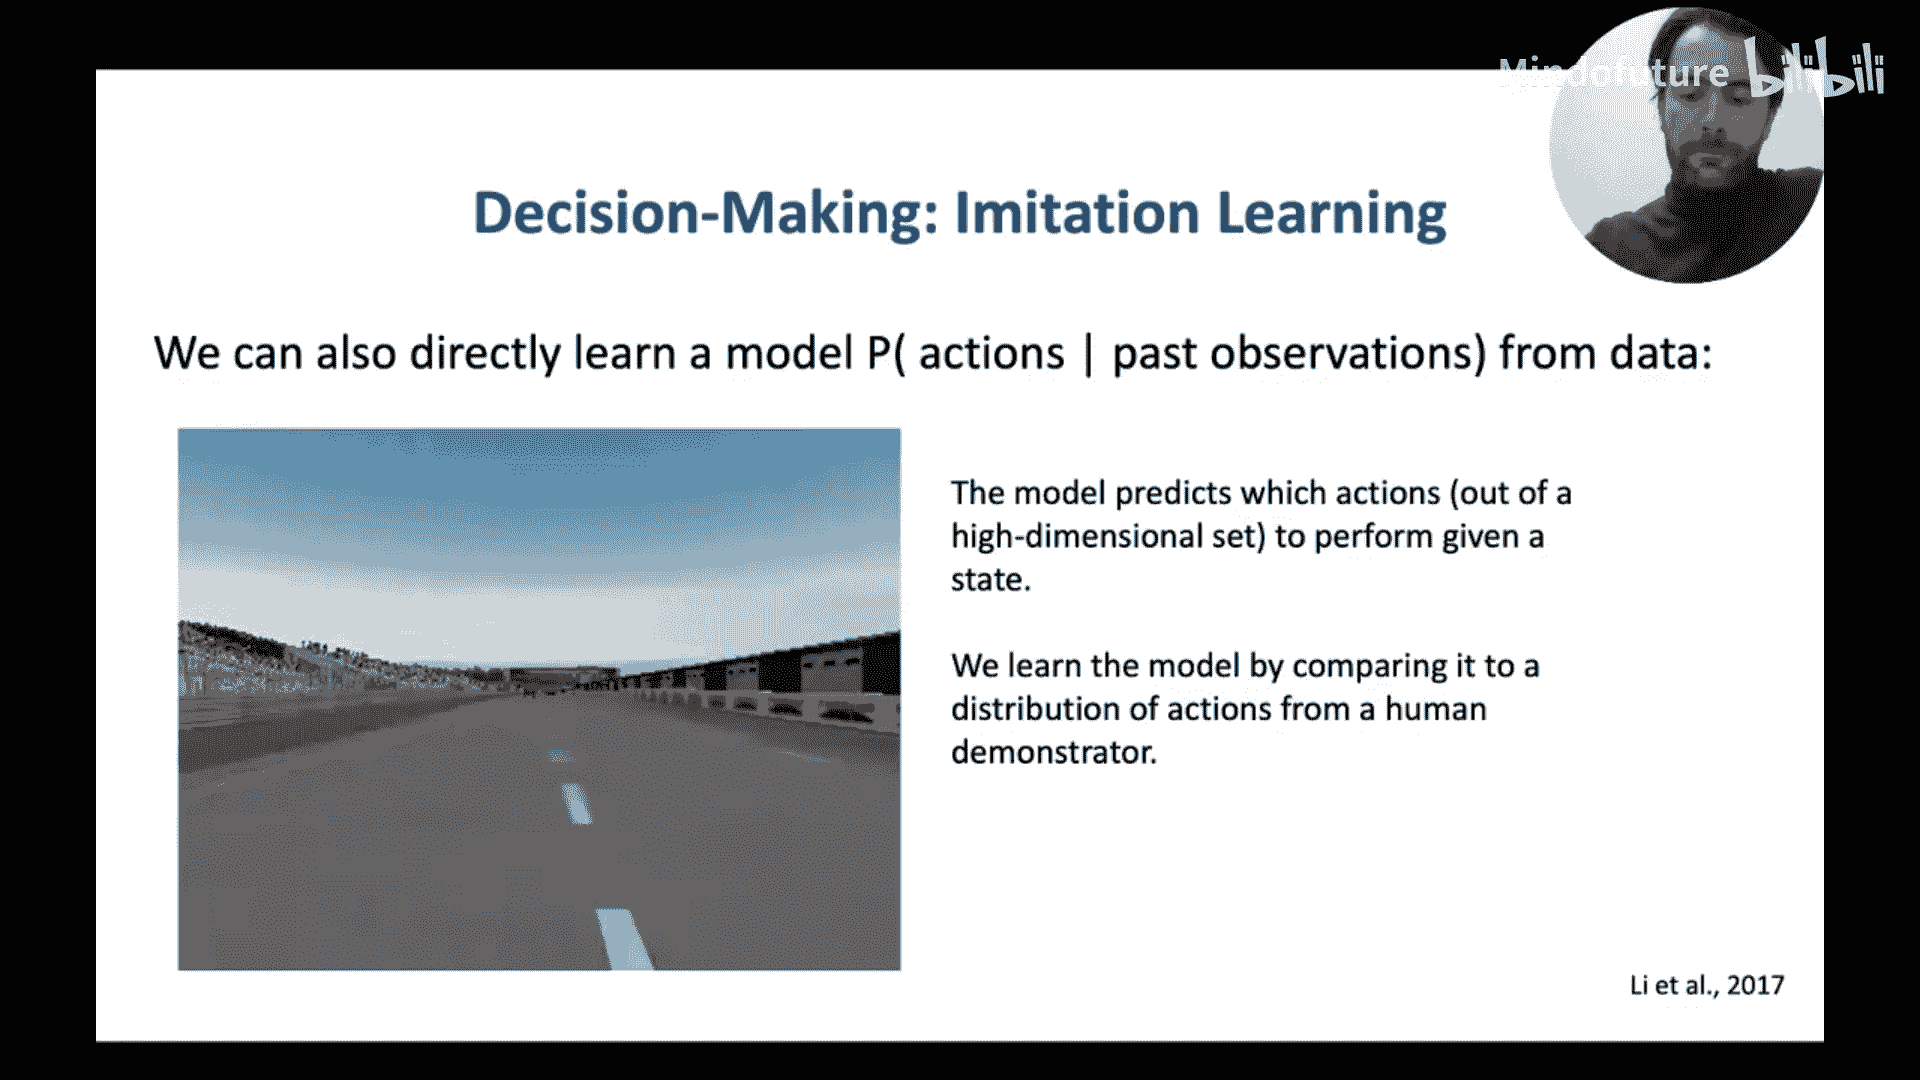 Mindofuture bilibili
Decision-Making: Imitation Learning
We can also directly learn a model P( actions | past observations) from data:
The model predicts which actions (out of a
high-dimensional set) to perform given a
state.
We learn the model by comparing it to a
distribution of actions from a human
demonstrator.
Li et al., 2017